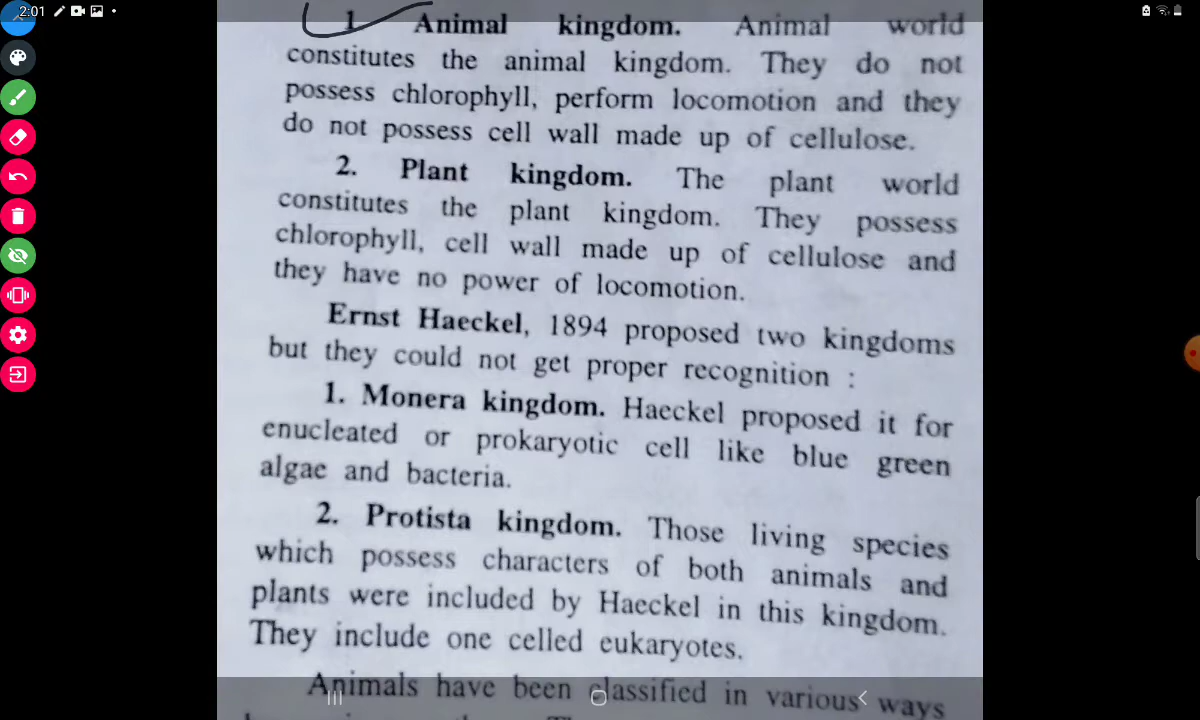 2:01
1 Animal kingdom. Animal world
constitutes the animal kingdom. They do not
possess chlorophyll, perform locomotion and they
do not possess cell wall made up of cellulose.
2. Plant kingdom. The plant world
constitutes the plant kingdom. They possess
chlorophyll, cell wall made up of cellulose and
they have no power of locomotion.
Ernst Haeckel, 1894 proposed two kingdoms
but they could not get proper recognition :
1. Monera kingdom. Haeckel proposed it for
enucleated or prokaryotic cell like blue green
algae and bacteria.
2. Protista kingdom. Those living species
which possess characters of both animals and
plants were included by Haeckel in this kingdom.
They include one celled eukaryotes.
Animals have been classified in various ways